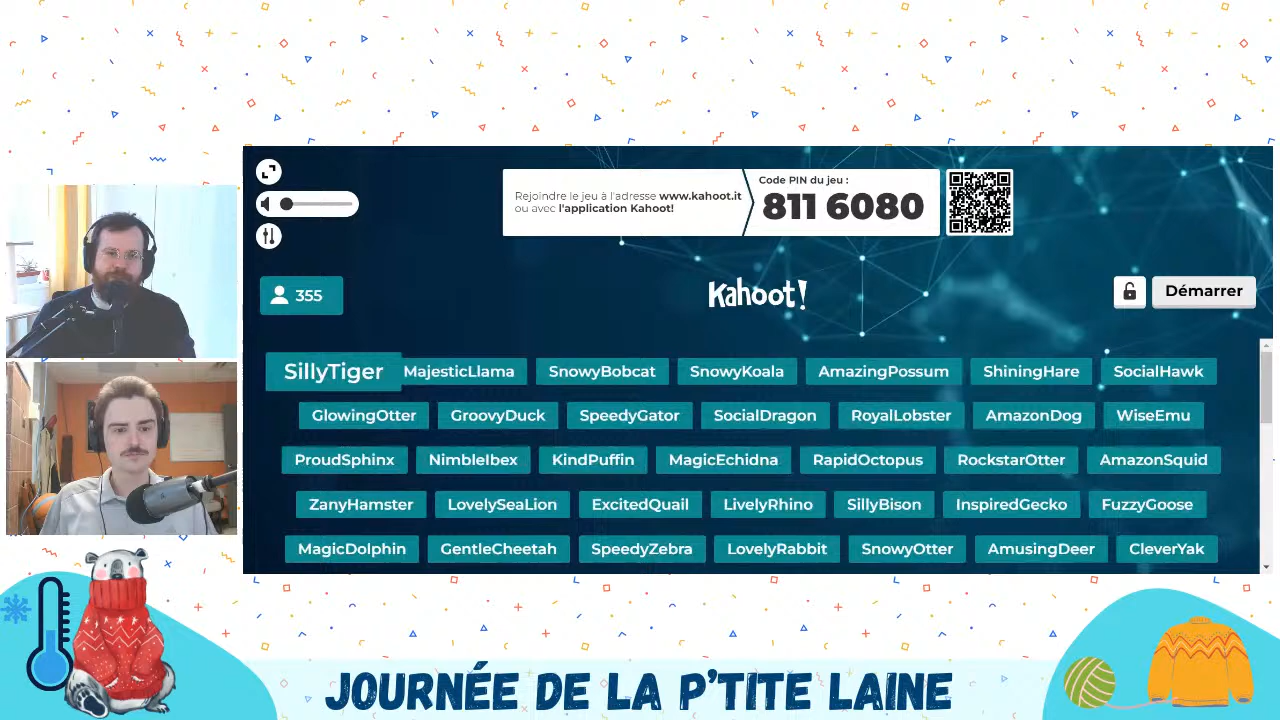 Rejoindre le jeu à l'adresse www.kahoot.it
ou avec l'application Kahoot!
Code PIN du jeu :
811 6080
355
Kahoot!
Démarrer
SillyTiger MajesticLlama SnowyBobcat SnowyKoala AmazingPossum ShiningHare SocialHawk
GlowingOtter GroovyDuck SpeedyGator SocialDragon RoyalLobster AmazonDog WiseEmu
ProudSphinx NimbleIbex KindPuffin MagicEchidna RapidOctopus RockstarOtter AmazonSquid
ZanyHamster LovelySeaLion ExcitedQuail LivelyRhino SillyBison InspiredGecko FuzzyGoose
MagicDolphin GentleCheetah SpeedyZebra LovelyRabbit SnowyOtter AmusingDeer CleverYak
JOURNÉE DE LA P'TITE LAINE